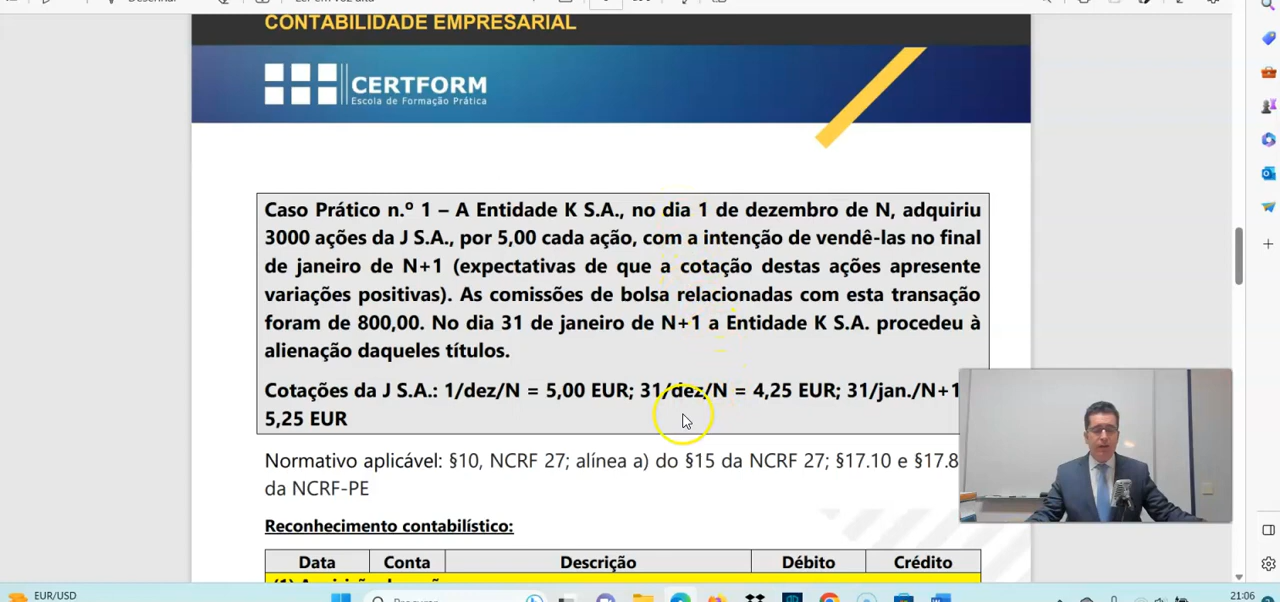 CONTABILIDADE EMPRESARIAL
CERTFORM
Escola de Formação Prática
Caso Prático n.º 1 – A Entidade K S.A., no dia 1 de dezembro de N, adquiriu
3000 ações da J S.A., por 5,00 cada ação, com a intenção de vendê-las no final
de janeiro de N+1 (expectativas de que a cotação destas ações apresente
variações positivas). As comissões de bolsa relacionadas com esta transação
foram de 800,00. No dia 31 de janeiro de N+1 a Entidade K S.A. procedeu à
alienação daqueles títulos.
Cotações da J S.A.: 1/dez/N = 5,00 EUR; 31/dez/N = 4,25 EUR; 31/jan./N+1
5,25 EUR
Normativo aplicável: §10, NCRF 27; alínea a) do §15 da NCRF 27; §17.10 e §17.8
da NCRF-PE
Reconhecimento contabilístico:
Data Conta Descrição Débito Crédito
EUR/USD
21:06